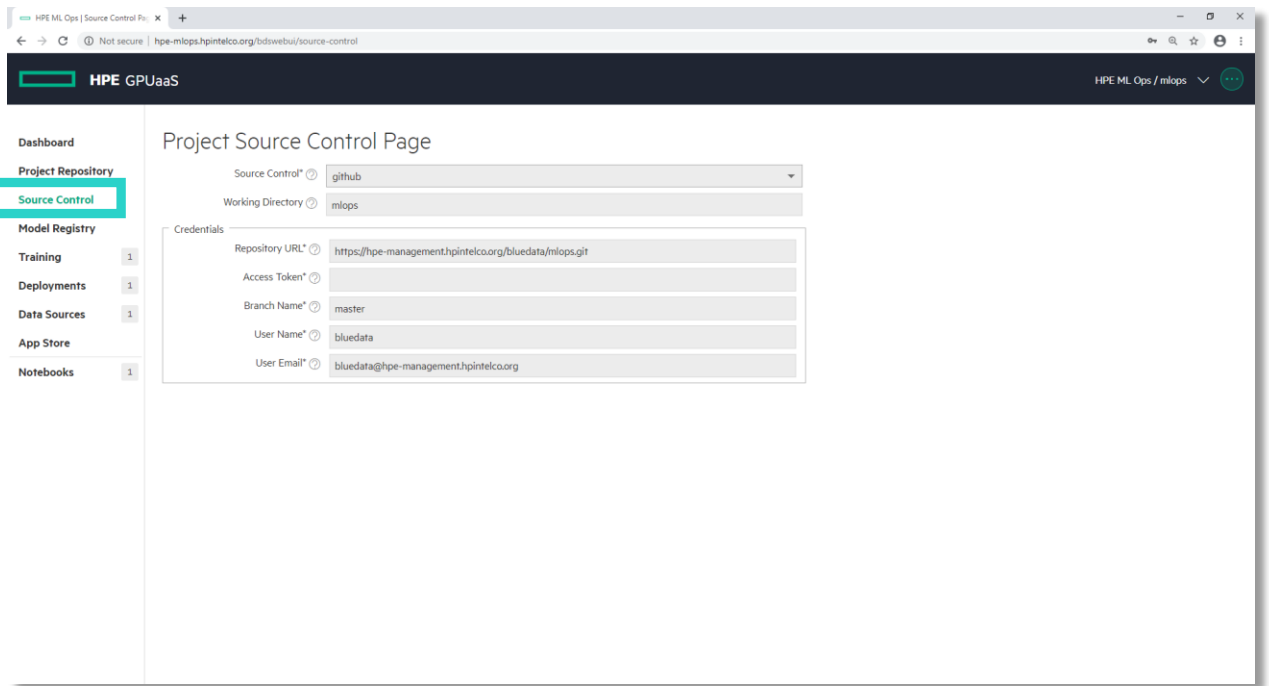 HPE ML Ops | Source Control Pa
Not secure | hpe-mlops.hpintelco.org/bdswebui/source-control
HPE GPUaaS
HPE ML Ops / mlops
Dashboard
Project Repository
Source Control
Model Registry
Training 1
Deployments 1
Data Sources 1
App Store
Notebooks 1
Project Source Control Page
Source Control* github
Working Directory mlops
Credentials
Repository URL* https://hpe-management.hpintelco.org/bluedata/mlops.git
Access Token*
Branch Name* master
User Name* bluedata
User Email* bluedata@hpe-management.hpintelco.org